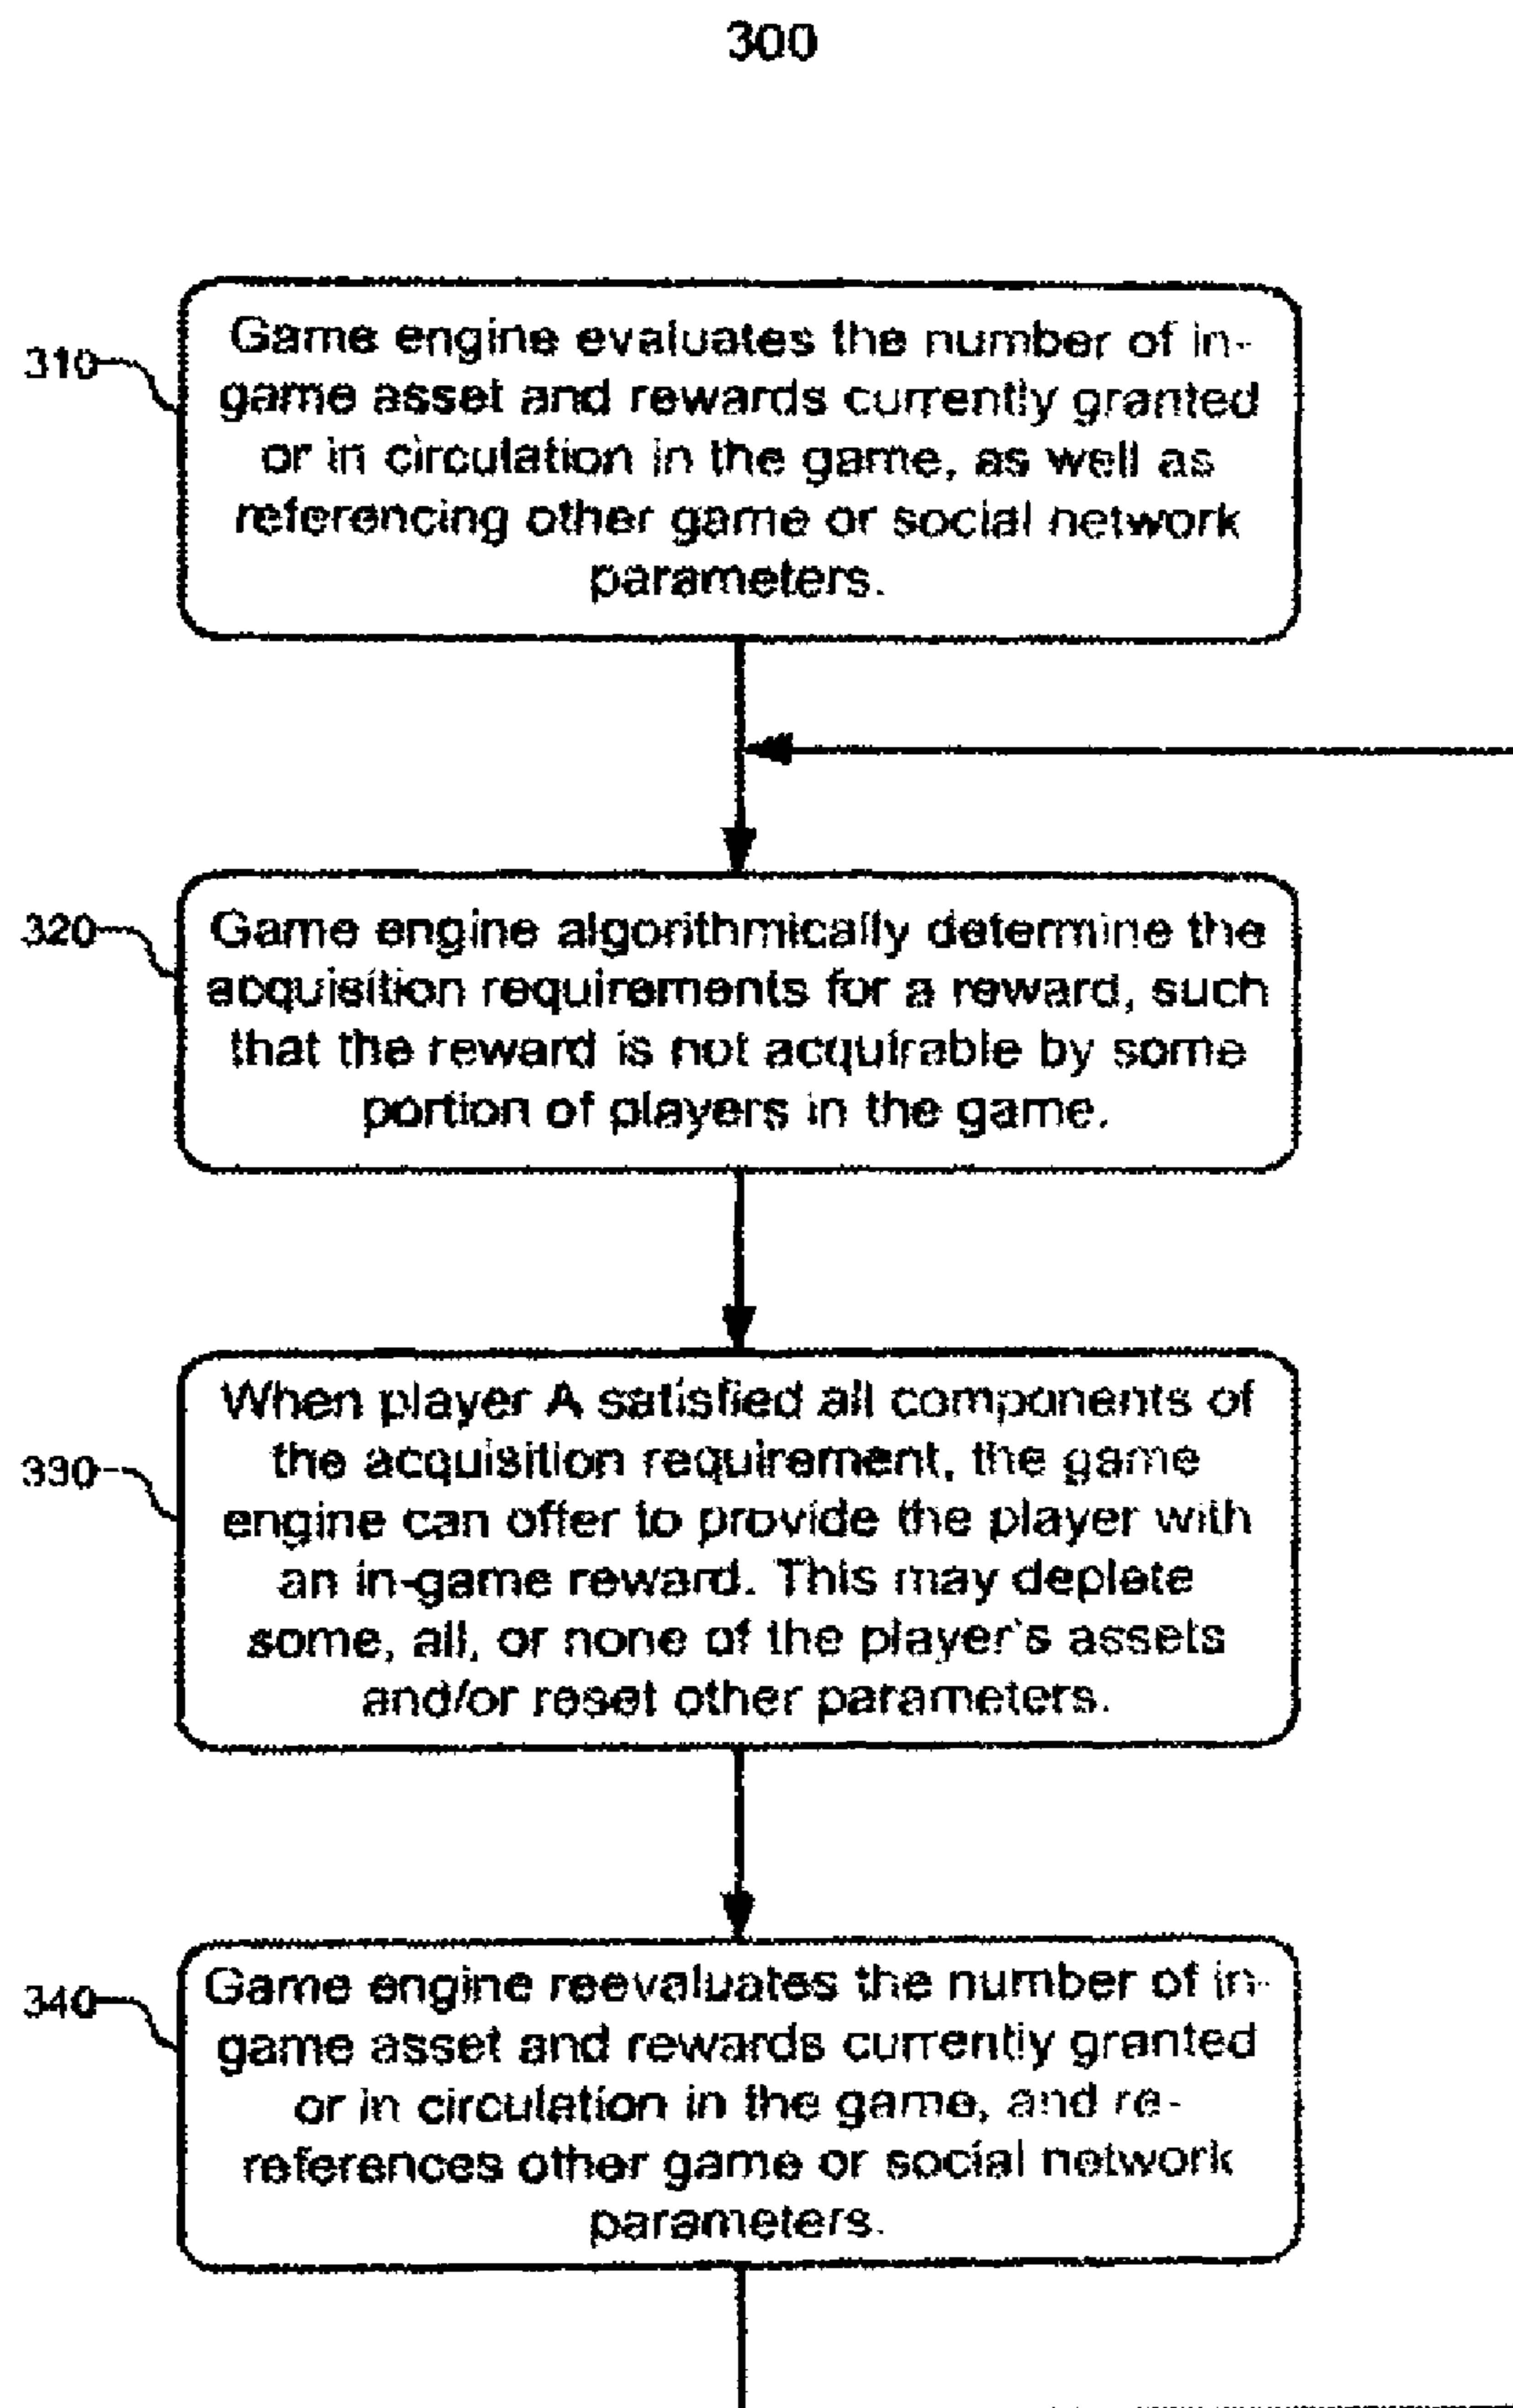 300
310
Game engine evaluates the number of in-
game asset and rewards currently granted
or in circulation in the game, as well as
referencing other game or social network
parameters.
320
Game engine algorithmically determine the
acquisition requirements for a reward, such
that the reward is not acquirable by some
portion of players in the game.
330
When player A satisfied all components of
the acquisition requirement, the game
engine can offer to provide the player with
an in-game reward. This may deplete
some, all, or none of the player's assets
and/or reset other parameters.
340
Game engine reevaluates the number of in-
game asset and rewards currently granted
or in circulation in the game, and re-
references other game or social network
parameters.